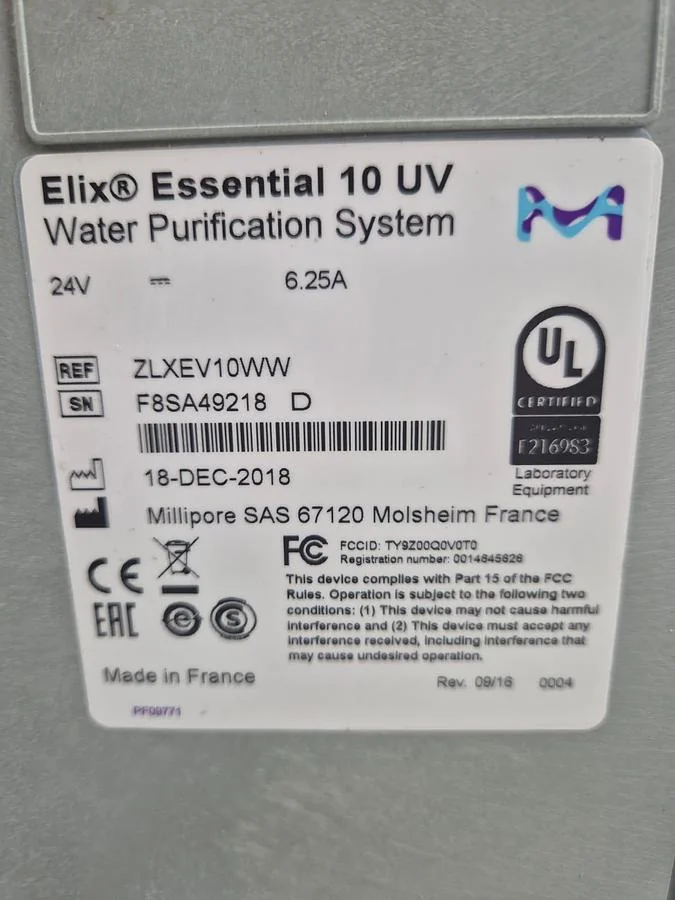 Elix® Essential 10 UV
Water Purification System
24V ⎓ 6.25A
REF ZLXEV10WW
SN F8SA49218 D
UL
CERTIFIED
E216983
Laboratory
Equipment
18-DEC-2018
Millipore SAS 67120 Molsheim France
CE
EAC
e S
FC
FCCID: TY9Z00Q0V0T0
Registration number: 0014645626
This device complies with Part 15 of the FCC
Rules. Operation is subject to the following two
conditions: (1) This device may not cause harmful
interference and (2) This device must accept any
interference received, including interference that
may cause undesired operation.
Made in France
Rev. 09/16 0004
PF09771